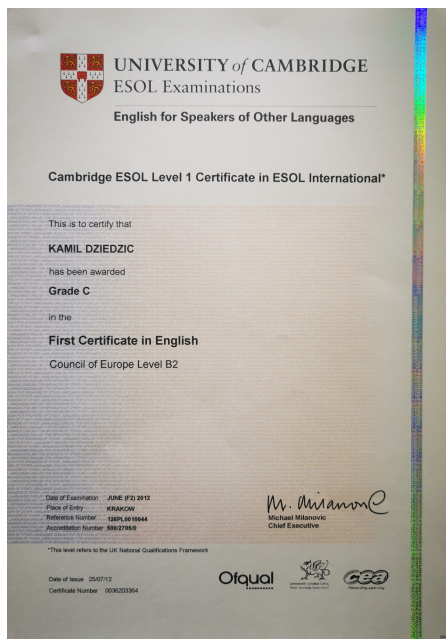 UNIVERSITY of CAMBRIDGE
ESOL Examinations
English for Speakers of Other Languages
Cambridge ESOL Level 1 Certificate in ESOL International*
This is to certify that
KAMIL DZIEDZIC
has been awarded
Grade C
in the
First Certificate in English
Council of Europe Level B2
Date of Examination JUNE (F2) 2012
Place of Entry KRAKOW
Reference Number 126PL0010044
Accreditation Number 500/2705/0
M. Milanovic
Michael Milanovic
Chief Executive
*This level refers to the UK National Qualifications Framework
Date of Issue 25/07/12
Certificate Number 0036203364
Ofqual